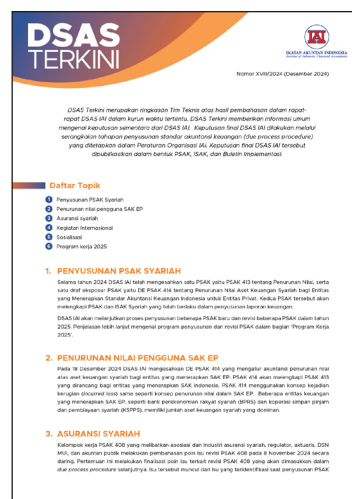 DSAS
TERKINI
IAI
IKATAN AKUNTAN INDONESIA
Institute of Indonesia Chartered Accountants
Nomor XVIII/2024 (Desember 2024)
DSAS Terkini merupakan ringkasan Tim Teknis atas hasil pembahasan dalam rapat-
rapat DSAS IAI dalam kurun waktu tertentu. DSAS Terkini memberikan informasi umum
mengenai keputusan sementara dari DSAS IAI. Keputusan final DSAS IAI dilakukan melalui
serangkaian tahapan penyusunan standar akuntansi keuangan (due process procedure)
yang ditetapkan dalam Peraturan Organisasi IAI. Keputusan final DSAS IAI tersebut
dipublikasikan dalam bentuk PSAK, ISAK, dan Buletin Implementasi.
Daftar Topik
1 Penyusunan PSAK Syariah
2 Penurunan nilai pengguna SAK EP
3 Asuransi syariah
4 Kegiatan Internasional
5 Sosialisasi
6 Program kerja 2025
1. PENYUSUNAN PSAK SYARIAH
Selama tahun 2024 DSAS IAI telah mengesahkan satu PSAK yaitu PSAK 413 tentang Penurunan Nilai, serta
satu draf eksposur PSAK yaitu DE PSAK 414 tentang Penurunan Nilai Aset Keuangan Syariah bagi Entitas
yang Menerapkan Standar Akuntansi Keuangan Indonesia untuk Entitas Privat. Kedua PSAK tersebut akan
melengkapi PSAK dan ISAK Syariah yang telah berlaku dalam penyusunan laporan keuangan.
DSAS IAI akan melanjutkan proses penyusunan beberapa PSAK baru dan revisi beberapa PSAK dalam tahun
2025. Penjelasan lebih lanjut mengenai program penyusunan dan revisi PSAK dalam bagian 'Program Kerja
2025'.
2. PENURUNAN NILAI PENGGUNA SAK EP
Pada 18 Desember 2024 DSAS IAI mengesahkan DE PSAK 414 yang mengatur akuntansi penurunan nilai
atas aset keuangan syariah bagi entitas yang menerapkan SAK EP. PSAK 414 akan melengkapi PSAK 413
yang dirancang bagi entitas yang menerapkan SAK Indonesia. PSAK 414 menggunakan konsep kejadian
kerugian (incurred loss) sama seperti konsep penurunan nilai dalam SAK EP. Beberapa entitas keuangan
yang menerapkan SAK EP, seperti bank perekonomian rakyat syariah (BPRS) dan koperasi simpan pinjam
dan pembiayaan syariah (KSPPS), memiliki jumlah aset keuangan syariah yang dominan.
3. ASURANSI SYARIAH
Kelompok kerja PSAK 408 yang melibatkan asosiasi dan industri asuransi syariah, regulator, aktuaris, DSN
MUI, dan akuntan publik melakukan pembahasan poin isu revisi PSAK 408 pada 8 November 2024 secara
daring. Pertemuan ini melakukan finalisasi poin isu terkait revisi PSAK 408 yang akan dimasukkan dalam
due process procedure selanjutnya. Isu tersebut muncul dari isu yang teridentifikasi saat penyusunan PSAK